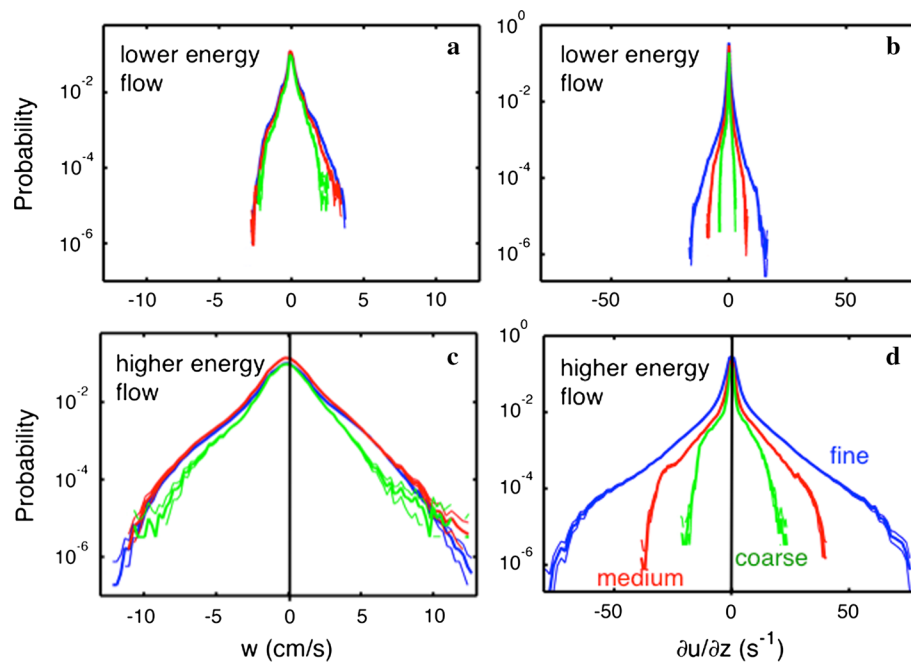 lower energy flow
a
Probability
10^-2
10^-4
10^-6
-10 -5 0 5 10
lower energy flow
b
10^0
10^-2
10^-4
10^-6
-50 0 50
higher energy flow
c
Probability
10^-2
10^-4
10^-6
-10 -5 0 5 10
w (cm/s)
higher energy flow
d
10^0
10^-2
10^-4
10^-6
fine
medium
coarse
-50 0 50
∂u/∂z (s^-1)